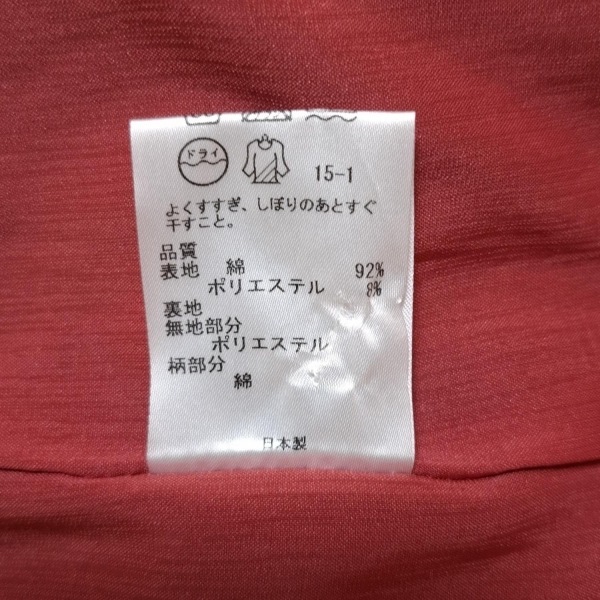 ドライ
15-1
よくすすぎ、しぼりのあとすぐ
干すこと。
品質
表地 綿 92%
ポリエステル 8%
裏地
無地部分
ポリエステル
柄部分
綿
日本製